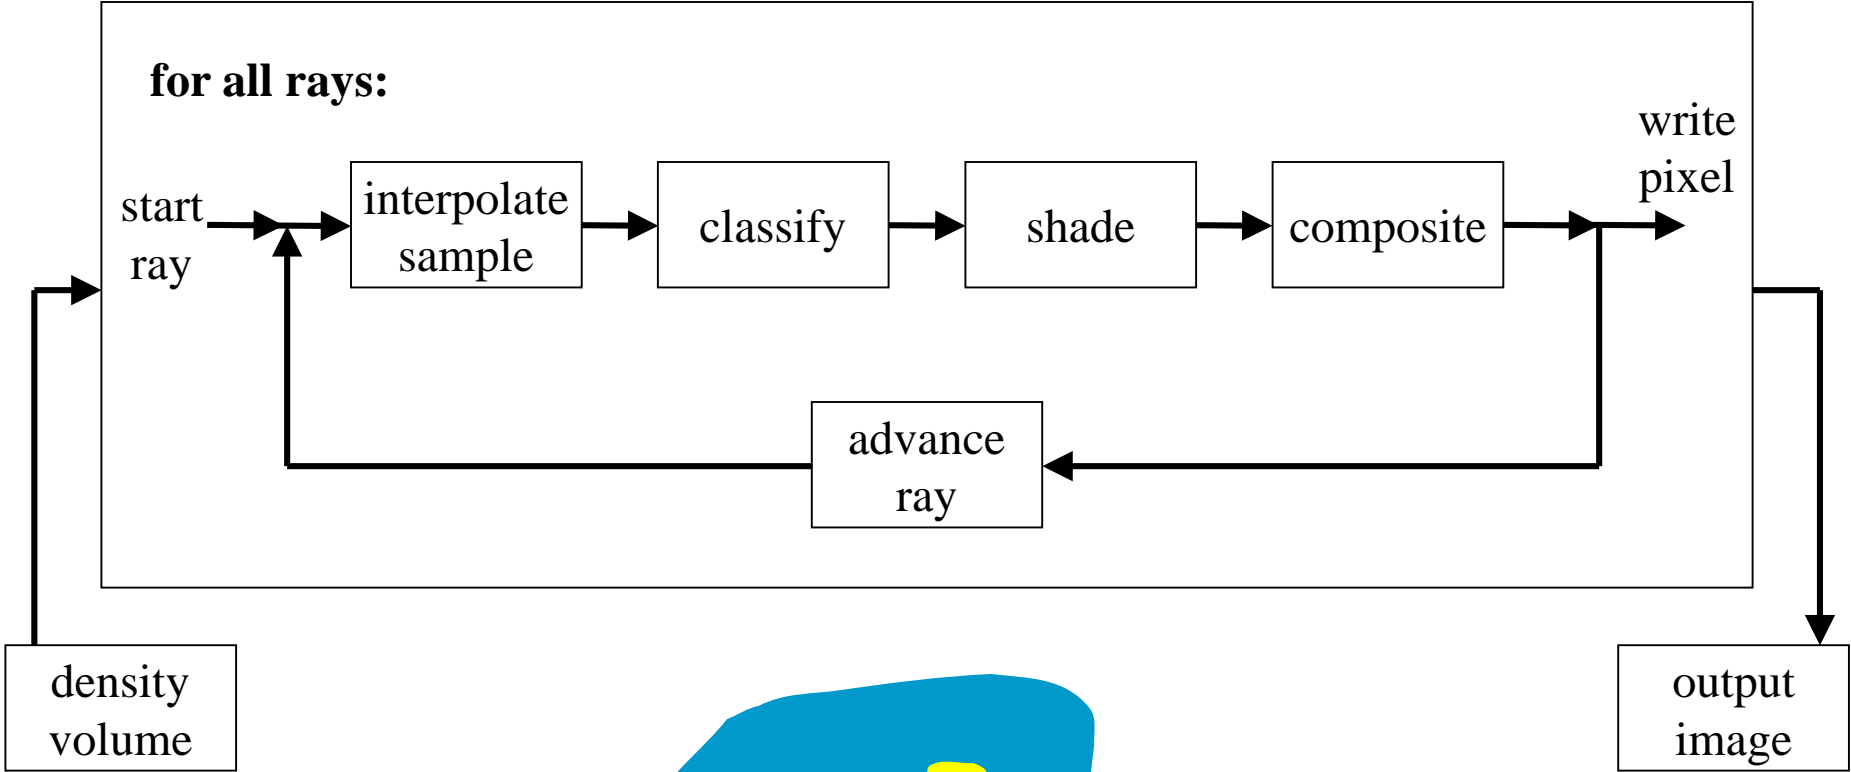 for all rays:
write
pixel
start
ray
interpolate
sample
classify
shade
composite
advance
ray
density
volume
output
image